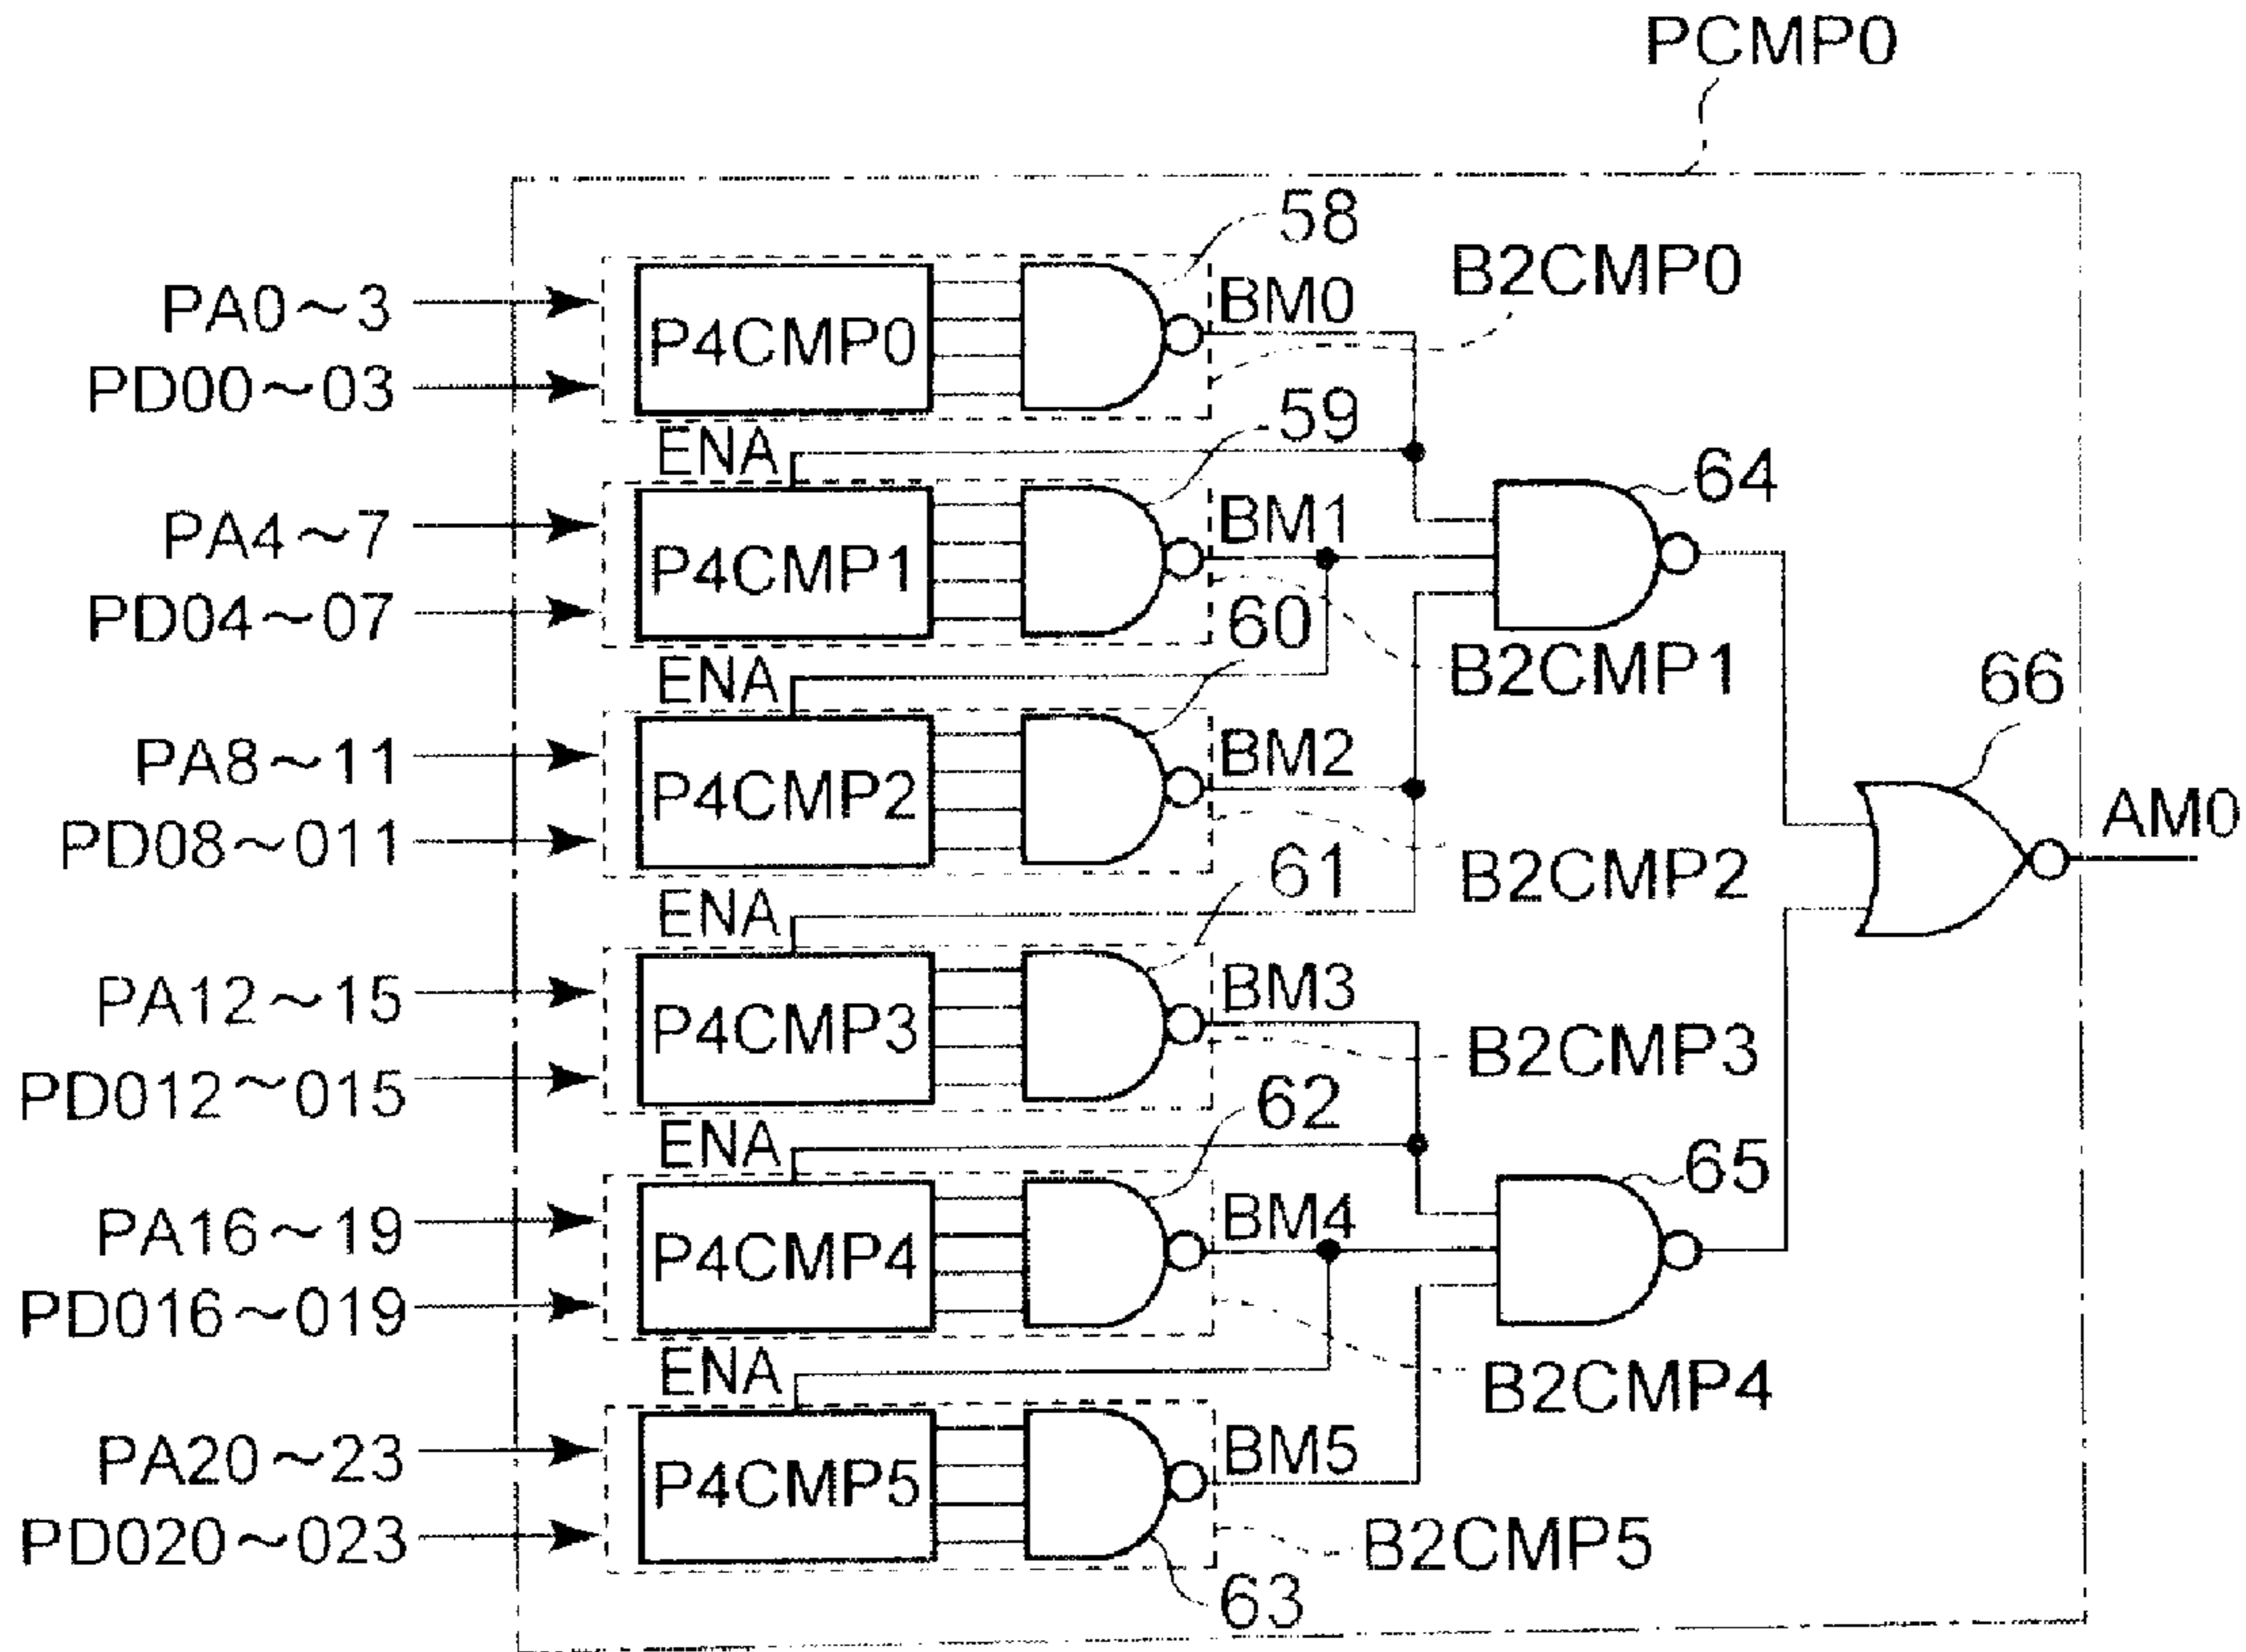 PCMP0
58
B2CMP0
PA0~3
PD00~03
P4CMP0
BM0
59
ENA
PA4~7
PD04~07
P4CMP1
BM1
64
60
B2CMP1
ENA
66
PA8~11
PD08~011
P4CMP2
BM2
AM0
61
B2CMP2
ENA
PA12~15
PD012~015
P4CMP3
BM3
B2CMP3
62
ENA
65
PA16~19
PD016~019
P4CMP4
BM4
ENA
B2CMP4
PA20~23
PD020~023
P4CMP5
BM5
B2CMP5
63